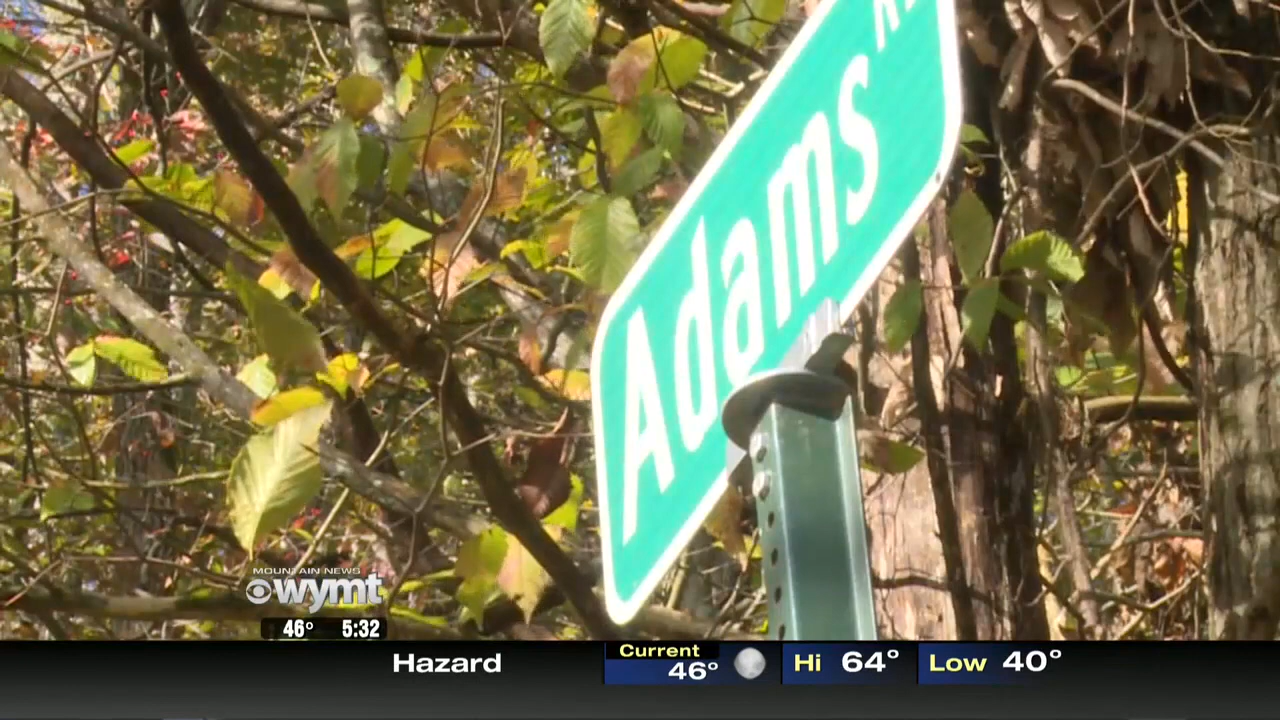 Adams
MOUNTAIN NEWS
wymt
46° 5:32
Hazard
Current
46°
Hi 64°
Low 40°